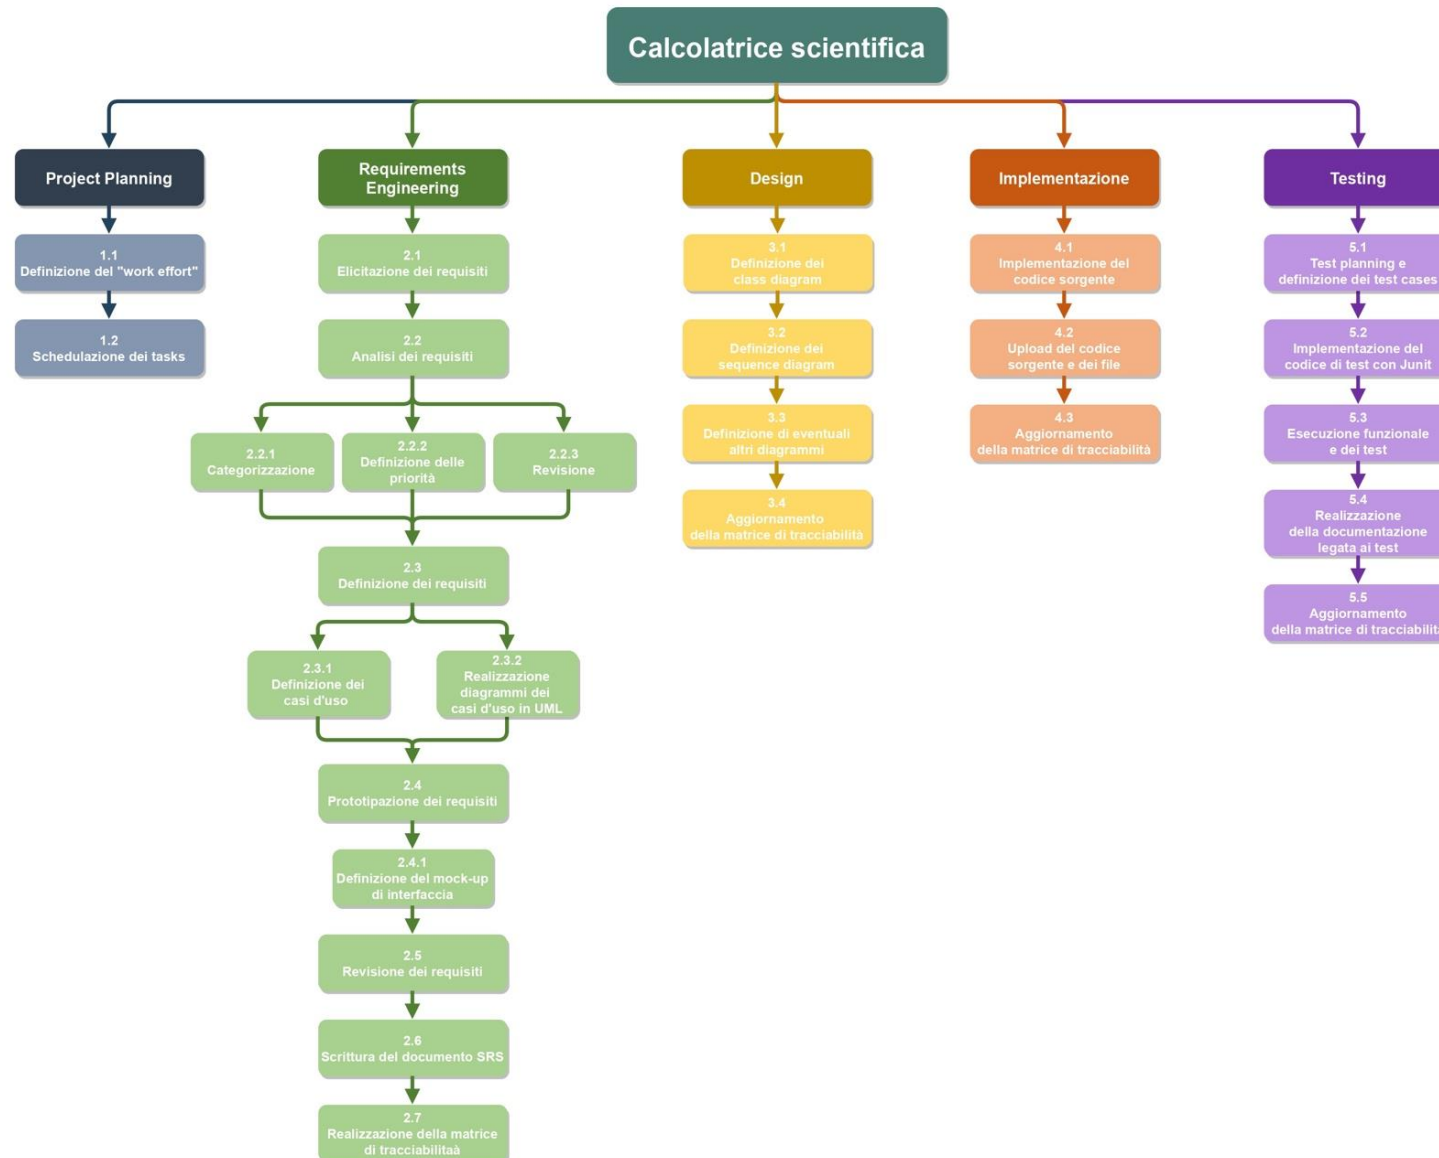 Calcolatrice scientifica
Project Planning
1.1
Definizione del "work effort"
1.2
Schedulazione dei tasks
Requirements
Engineering
2.1
Elicitazione dei requisiti
2.2
Analisi dei requisiti
2.2.1
Categorizzazione
2.2.2
Definizione delle
priorità
2.2.3
Revisione
2.3
Definizione dei requisiti
2.3.1
Definizione dei
casi d'uso
2.3.2
Realizzazione
diagrammi dei
casi d'uso in UML
2.4
Prototipazione dei requisiti
2.4.1
Definizione del mock-up
di interfaccia
2.5
Revisione dei requisiti
2.6
Scrittura del documento SRS
2.7
Realizzazione della matrice
di tracciabilitaà
Design
3.1
Definizione dei
class diagram
3.2
Definizione dei
sequence diagram
3.3
Definizione di eventuali
altri diagrammi
3.4
Aggiornamento
della matrice di tracciabilità
Implementazione
4.1
Implementazione del
codice sorgente
4.2
Upload del codice
sorgente e dei file
4.3
Aggiornamento
della matrice di tracciabilità
Testing
5.1
Test planning e
definizione dei test cases
5.2
Implementazione del
codice di test con Junit
5.3
Esecuzione funzionale
e dei test
5.4
Realizzazione
della documentazione
legata ai test
5.5
Aggiornamento
della matrice di tracciabilità